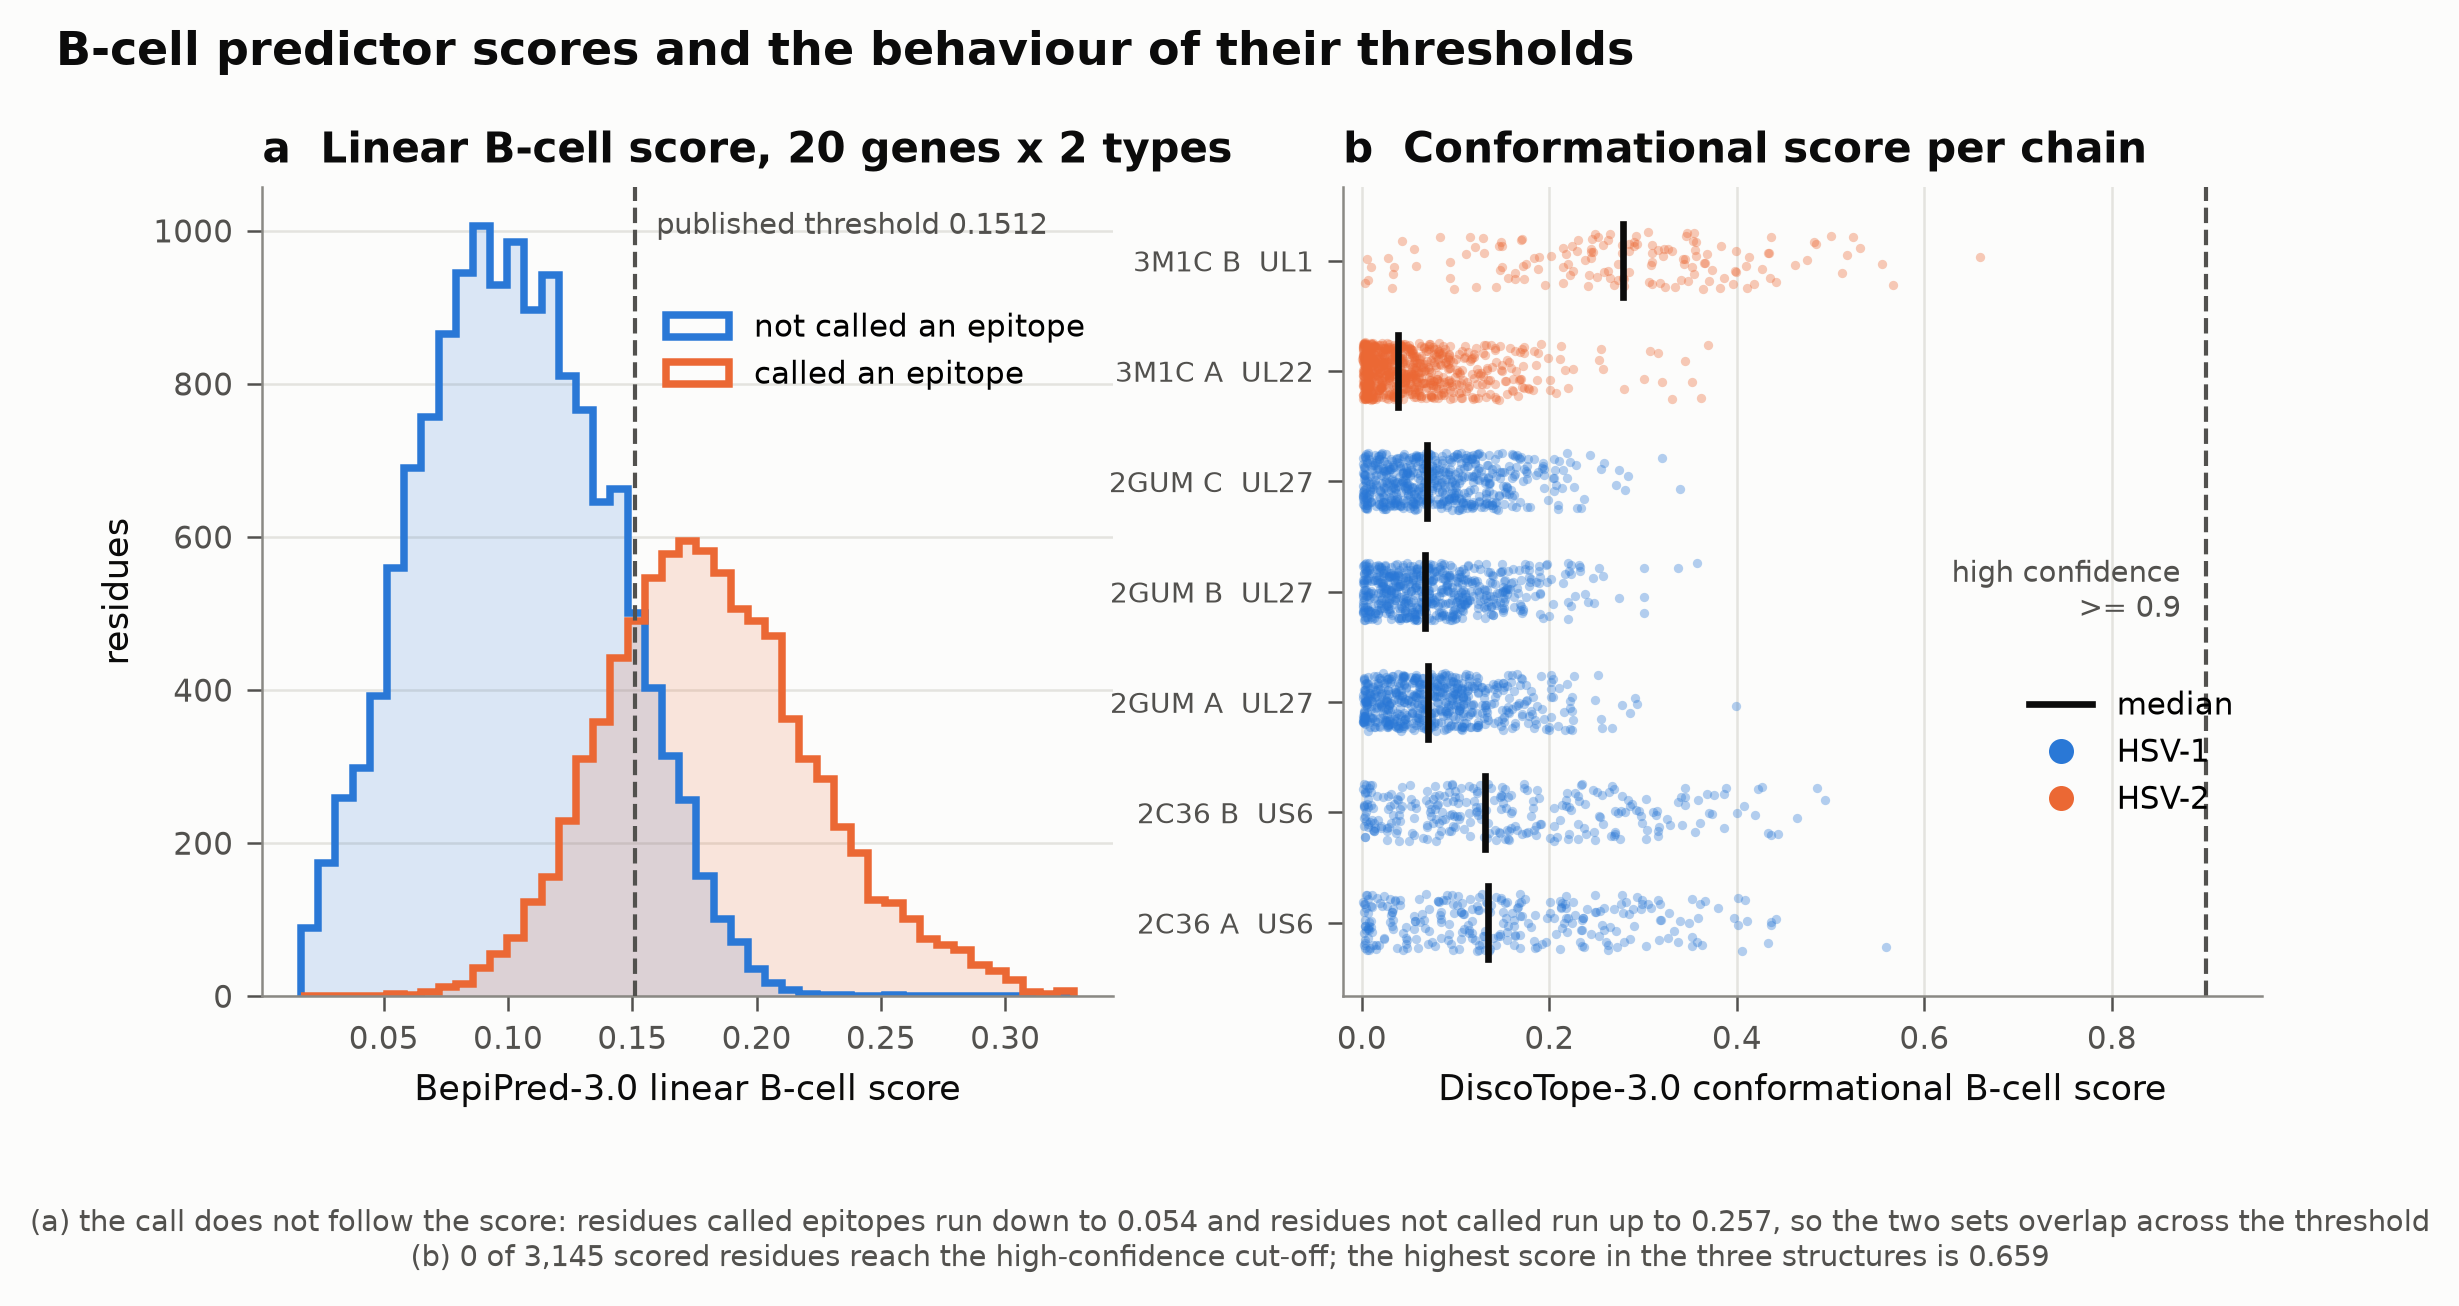 B-cell predictor scores and the behaviour of their thresholds
a Linear B-cell score, 20 genes x 2 types
published threshold 0.1512
not called an epitope
called an epitope
residues
1000
800
600
400
200
0
0.05 0.10 0.15 0.20 0.25 0.30
BepiPred-3.0 linear B-cell score
b Conformational score per chain
3M1C B UL1
3M1C A UL22
2GUM C UL27
2GUM B UL27
2GUM A UL27
2C36 B US6
2C36 A US6
high confidence
>= 0.9
median
HSV-1
HSV-2
0.0 0.2 0.4 0.6 0.8
DiscoTope-3.0 conformational B-cell score
(a) the call does not follow the score: residues called epitopes run down to 0.054 and residues not called run up to 0.257, so the two sets overlap across the threshold
(b) 0 of 3,145 scored residues reach the high-confidence cut-off; the highest score in the three structures is 0.659